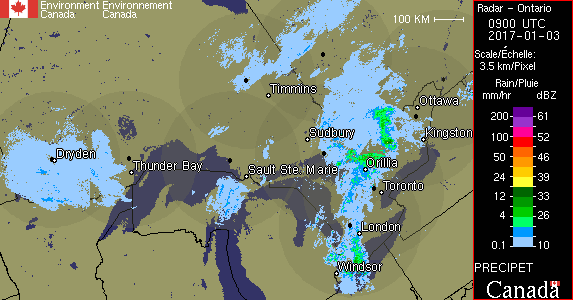 Environment Environnement
Canada Canada
100 KM
Timmins
Ottawa
Sudbury
Kingston
Dryden
Thunder Bay
Sault Ste. Marie
Orillia
Toronto
London
Windsor
Radar - Ontario
0900 UTC
2017-01-03
Scale/Échelle:
3.5 km/Pixel
Rain/Pluie
mm/hr dBZ
200 61
100 52
50 46
24 39
12 34
4 26
0.1 10
PRECIPET
Canada